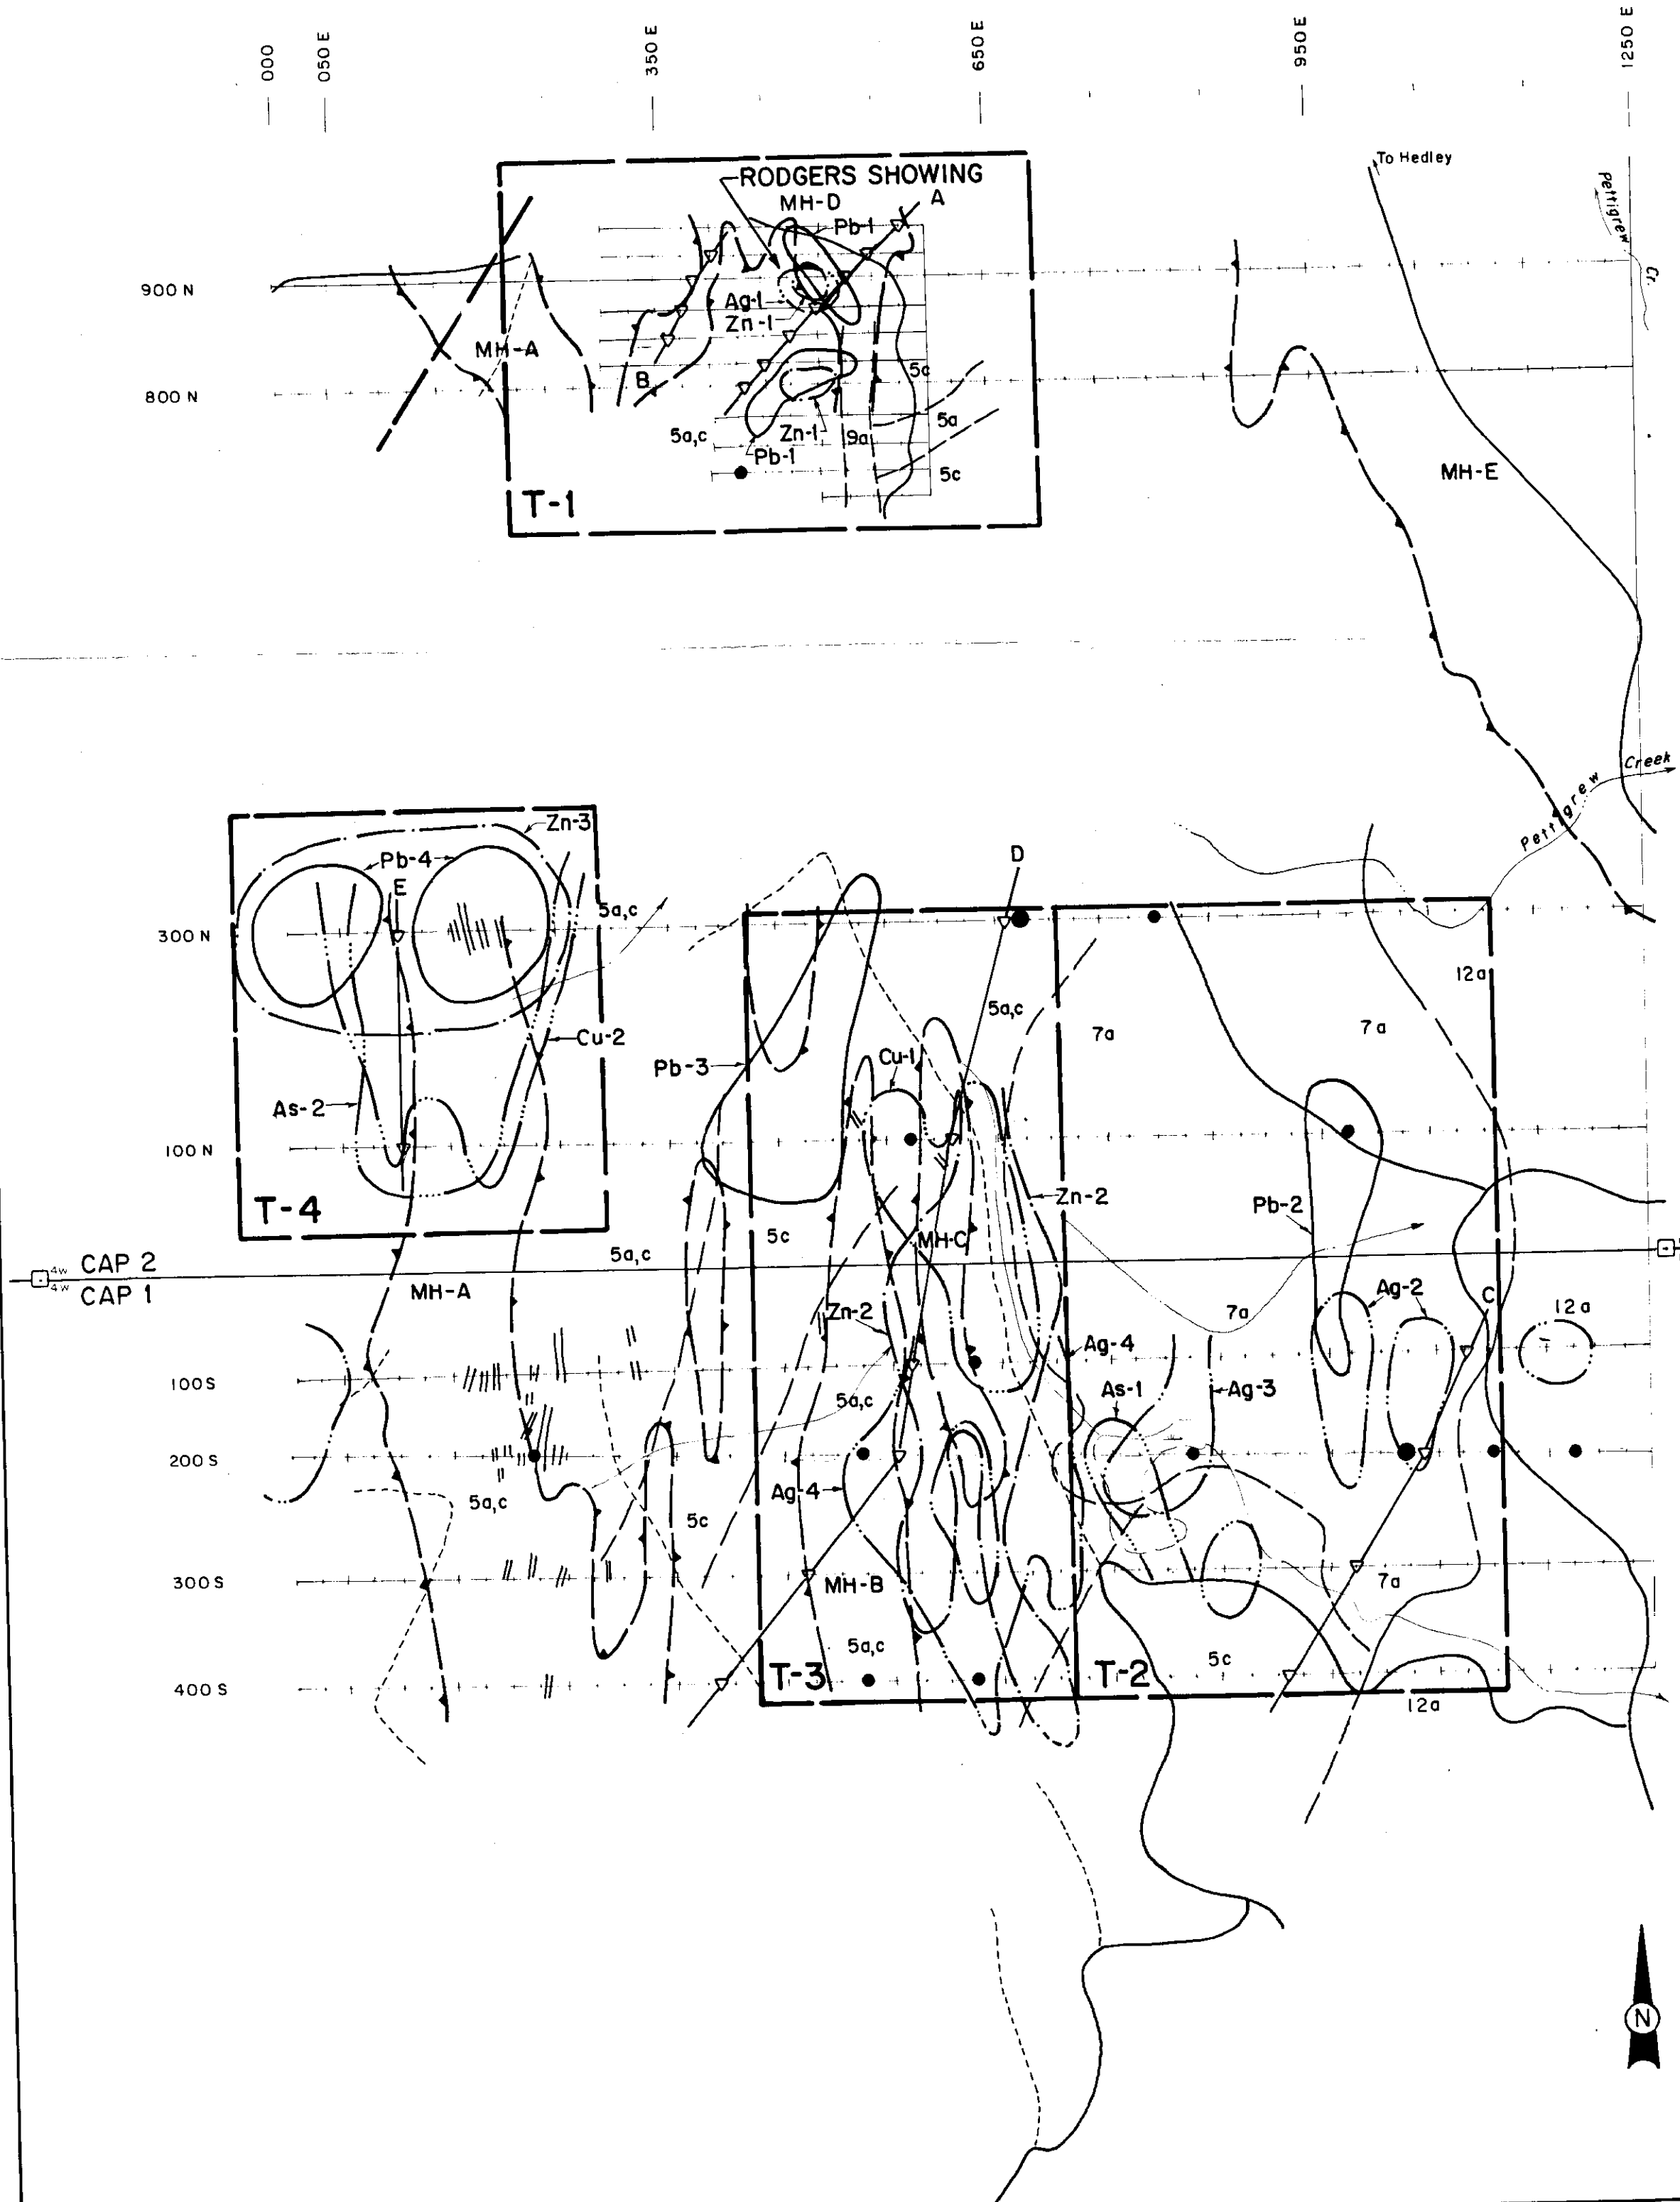 000
050 E
350 E
650 E
950 E
1250 E
To Hedley
Pettigrew
Cr.
RODGERS SHOWING
MH-D
A
Pb-1
900 N
Ag-1
Zn-1
MH-A
B
5c
800 N
5a,c
Zn-1
9a
5a
Pb-1
5c
MH-E
T-1
Pettigrew Creek
Zn-3
Pb-4
E
D
5a,c
300 N
12a
5a,c
7a
7a
Cu-2
Cu-1
Pb-3
As-2
100 N
Zn-2
Pb-2
T-4
5c
MH-C
5a,c
4w CAP 2
4w CAP 1
MH-A
Zn-2
7a
Ag-2
C
12a
Ag-4
100 S
As-1
Ag-3
5a,c
200 S
Ag-4
5a,c
5c
300 S
MH-B
7a
5a,c
5c
T-3
T-2
400 S
12a
N